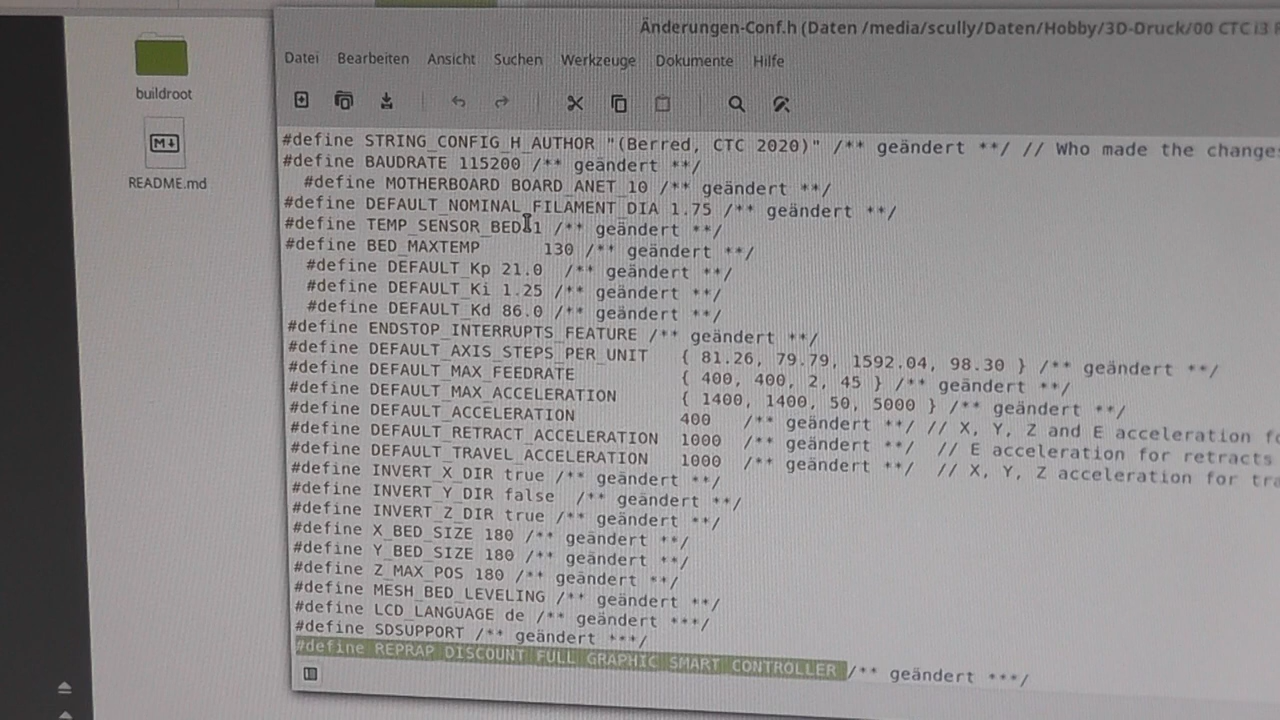 Änderungen-Conf.h (Daten /media/scully/Daten/Hobby/3D-Druck/00 CTC i3
buildroot
README.md
Datei Bearbeiten Ansicht Suchen Werkzeuge Dokumente Hilfe
#define STRING_CONFIG_H_AUTHOR "(Berred, CTC 2020)" /** geändert **/ // Who made the changes
#define BAUDRATE 115200 /** geändert **/
#define MOTHERBOARD BOARD_ANET_10 /** geändert **/
#define DEFAULT_NOMINAL_FILAMENT_DIA 1.75 /** geändert **/
#define TEMP_SENSOR_BED 1 /** geändert **/
#define BED_MAXTEMP 130 /** geändert **/
#define DEFAULT_Kp 21.0 /** geändert **/
#define DEFAULT_Ki 1.25 /** geändert **/
#define DEFAULT_Kd 86.0 /** geändert **/
#define ENDSTOP_INTERRUPTS_FEATURE /** geändert **/
#define DEFAULT_AXIS_STEPS_PER_UNIT { 81.26, 79.79, 1592.04, 98.30 } /** geändert **/
#define DEFAULT_MAX_FEEDRATE { 400, 400, 2, 45 } /** geändert **/
#define DEFAULT_MAX_ACCELERATION { 1400, 1400, 50, 5000 } /** geändert **/
#define DEFAULT_ACCELERATION 400 /** geändert **/ // X, Y, Z and E acceleration
#define DEFAULT_RETRACT_ACCELERATION 1000 /** geändert **/ // E acceleration for retracts
#define DEFAULT_TRAVEL_ACCELERATION 1000 /** geändert **/ // X, Y, Z acceleration for
#define INVERT_X_DIR true /** geändert **/
#define INVERT_Y_DIR false /** geändert **/
#define INVERT_Z_DIR true /** geändert **/
#define X_BED_SIZE 180 /** geändert **/
#define Y_BED_SIZE 180 /** geändert **/
#define Z_MAX_POS 180 /** geändert **/
#define MESH_BED_LEVELING /** geändert **/
#define LCD_LANGUAGE de /** geändert ***/
#define SDSUPPORT /** geändert ***/
#define REPRAP_DISCOUNT_FULL_GRAPHIC_SMART_CONTROLLER /** geändert ***/